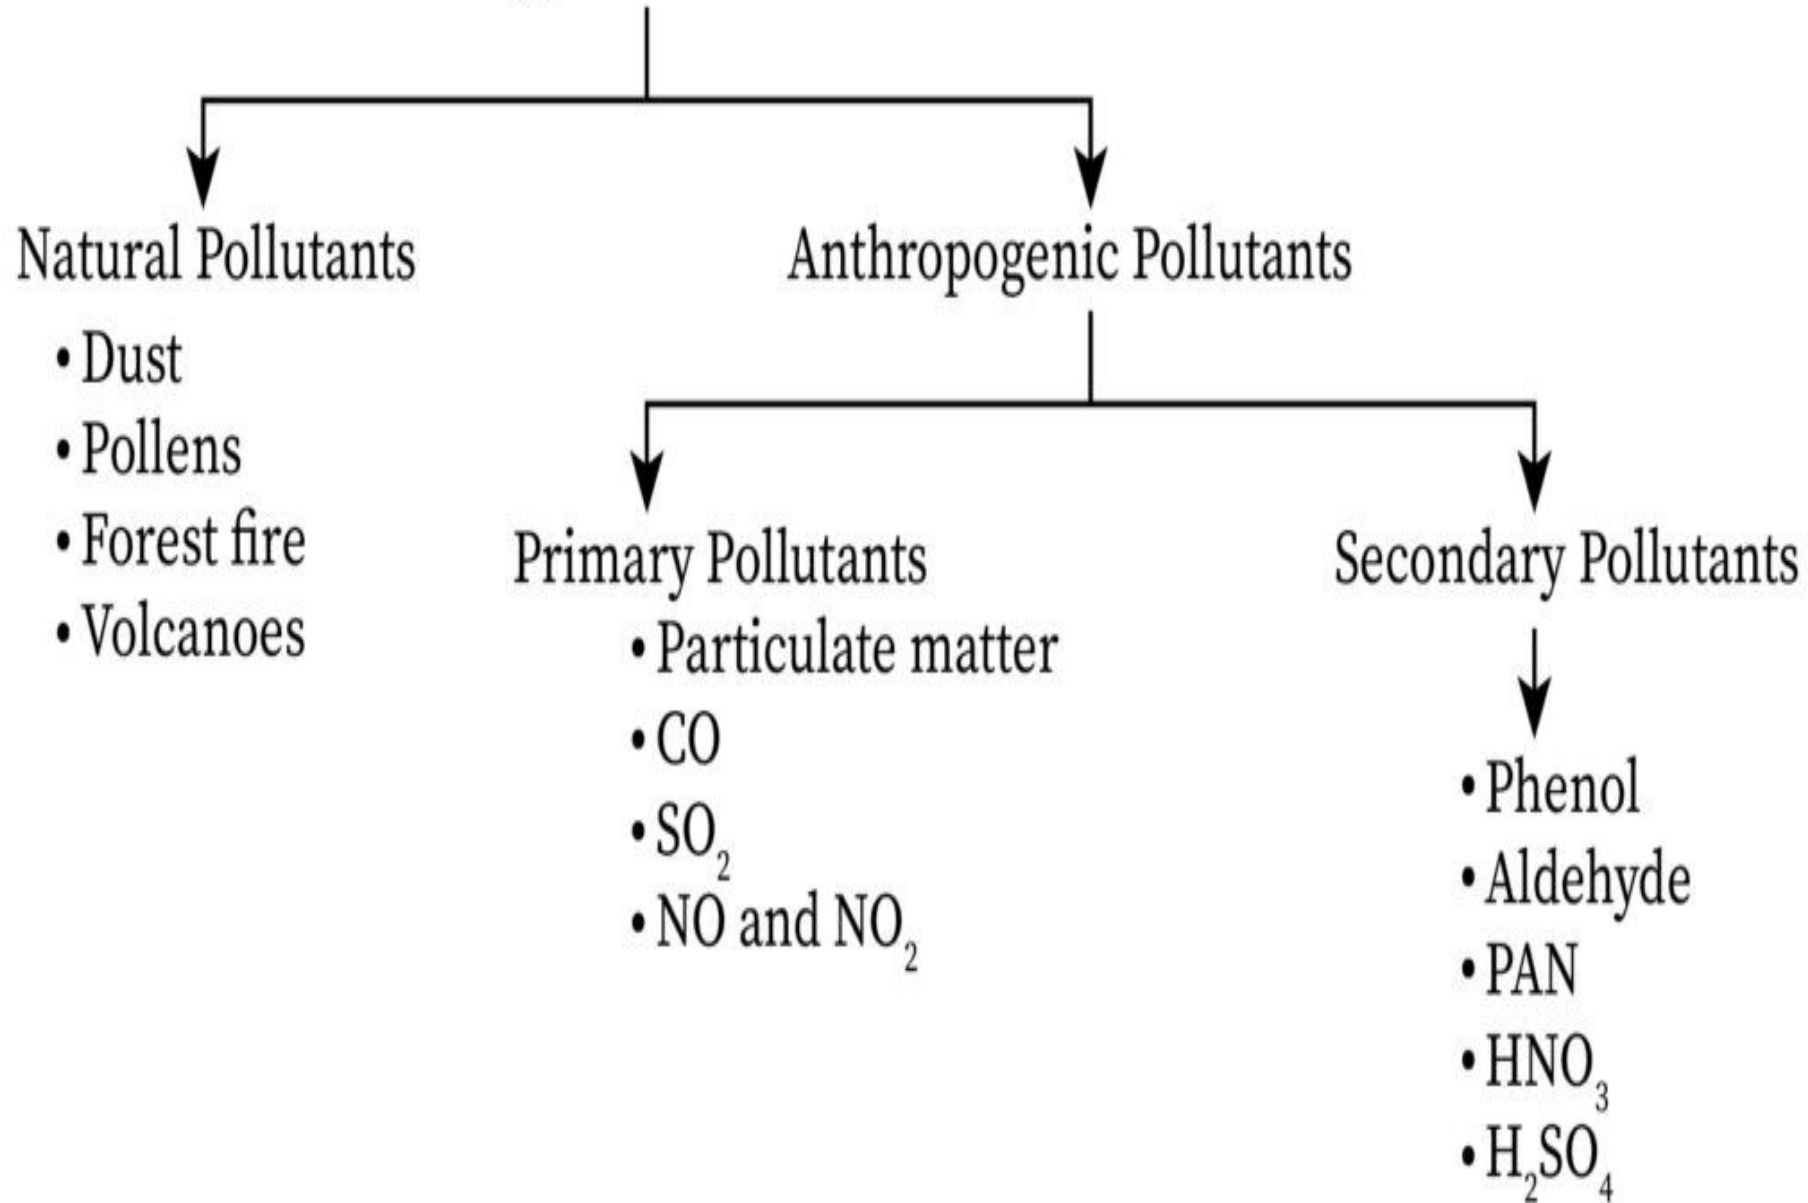 Natural Pollutants
• Dust
• Pollens
• Forest fire
• Volcanoes
Anthropogenic Pollutants
Primary Pollutants
• Particulate matter
• CO
• SO₂
• NO and NO₂
Secondary Pollutants
• Phenol
• Aldehyde
• PAN
• HNO₃
• H₂SO₄